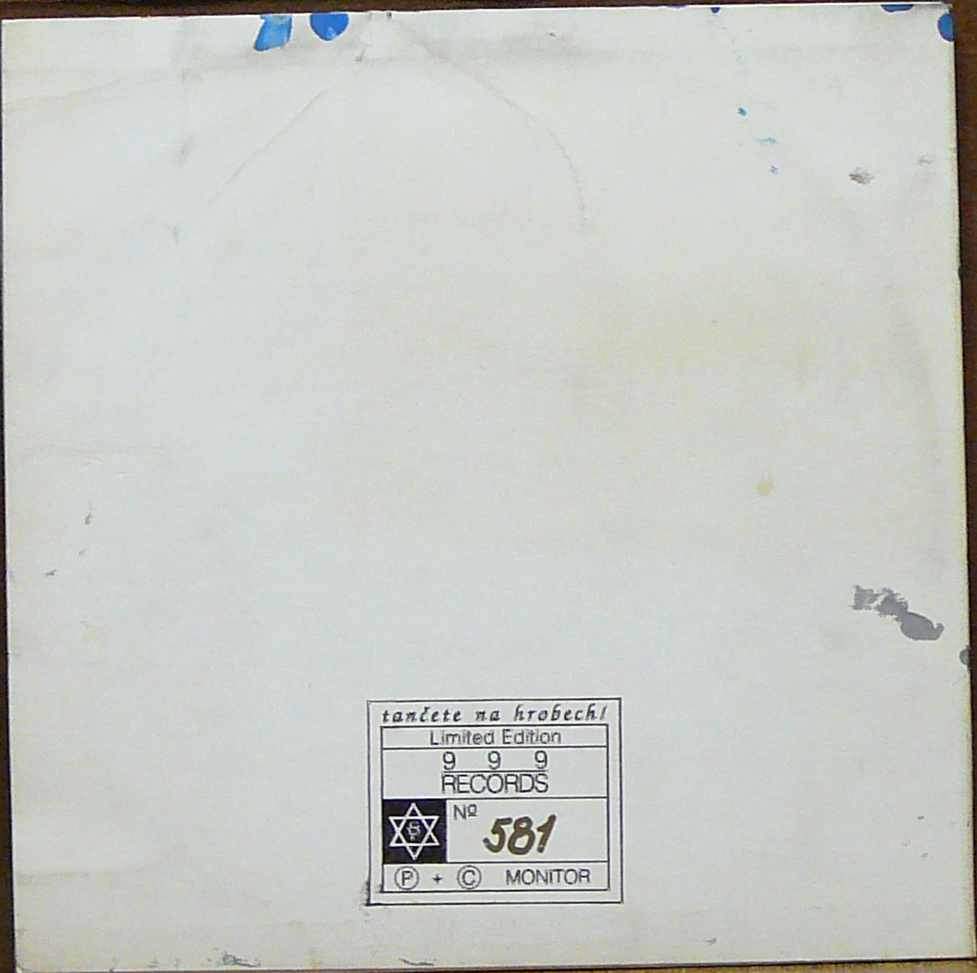 tančete na hrobech!
Limited Edition
9 9 9
RECORDS
Nº 581
Ⓟ + Ⓒ MONITOR